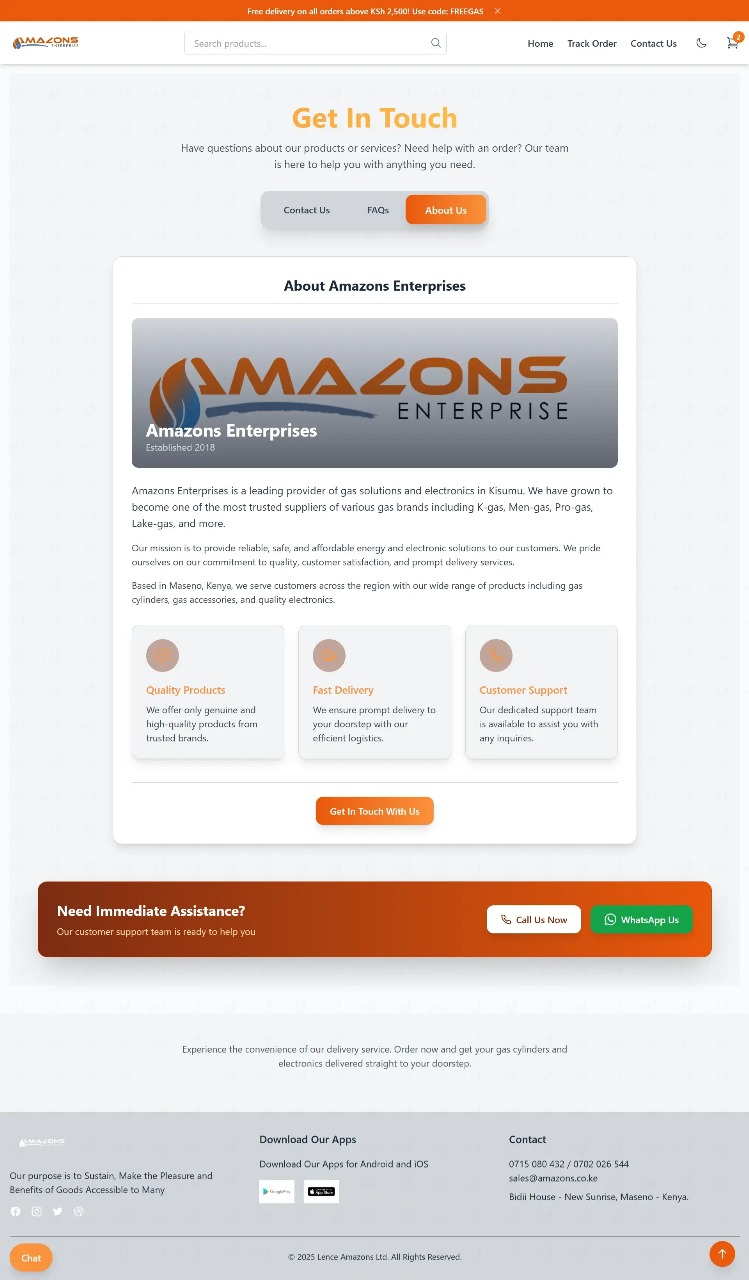 Free delivery on all orders above KSh 2,500! Use code: FREEGAS
AMAZONS
ENTERPRISE
Search products...
Home
Track Order
Contact Us
2
Get In Touch
Have questions about our products or services? Need help with an order? Our team
is here to help you with anything you need.
Contact Us
FAQs
About Us
About Amazons Enterprises
AMAZONS
ENTERPRISE
Amazons Enterprises
Established 2018
Amazons Enterprises is a leading provider of gas solutions and electronics in Kisumu. We have grown to
become one of the most trusted suppliers of various gas brands including K-gas, Men-gas, Pro-gas,
Lake-gas, and more.
Our mission is to provide reliable, safe, and affordable energy and electronic solutions to our customers. We pride
ourselves on our commitment to quality, customer satisfaction, and prompt delivery services.
Based in Maseno, Kenya, we serve customers across the region with our wide range of products including gas
cylinders, gas accessories, and quality electronics.
Quality Products
We offer only genuine and
high-quality products from
trusted brands.
Fast Delivery
We ensure prompt delivery to
your doorstep with our
efficient logistics.
Customer Support
Our dedicated support team
is available to assist you with
any inquiries.
Get In Touch With Us
Need Immediate Assistance?
Our customer support team is ready to help you
Call Us Now
WhatsApp Us
Experience the convenience of our delivery service. Order now and get your gas cylinders and
electronics delivered straight to your doorstep.
AMAZONS
Our purpose is to Sustain, Make the Pleasure and
Benefits of Goods Accessible to Many
Download Our Apps
Download Our Apps for Android and iOS
Google Play
App Store
Contact
0715 080 432 / 0702 026 544
sales@amazons.co.ke
Bidii House - New Sunrise, Maseno - Kenya.
Chat
© 2025 Lence Amazons Ltd. All Rights Reserved.